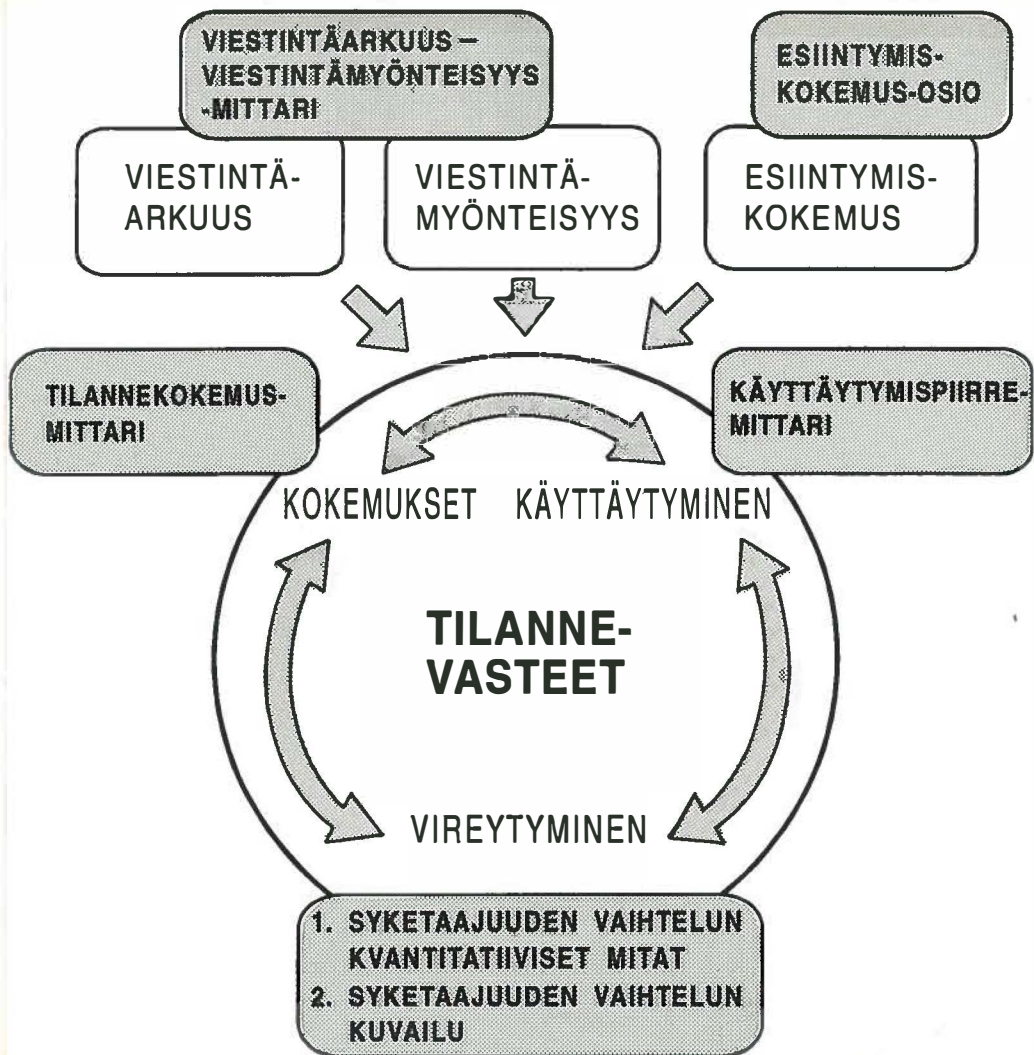 VIESTINTÄARKUUS –
VIESTINTÄMYÖNTEISYYS
-MITTARI
ESIINTYMIS-
KOKEMUS-OSIO
VIESTINTÄ-
ARKUUS
VIESTINTÄ-
MYÖNTEISYYS
ESIINTYMIS-
KOKEMUS
TILANNEKOKEMUS-
MITTARI
KÄYTTÄYTYMISPIIRRE-
MITTARI
KOKEMUKSET
KÄYTTÄYTYMINEN
TILANNE-
VASTEET
VIREYTYMINEN
1. SYKETAAJUUDEN VAIHTELUN
KVANTITATIIVISET MITAT
2. SYKETAAJUUDEN VAIHTELUN
KUVAILU